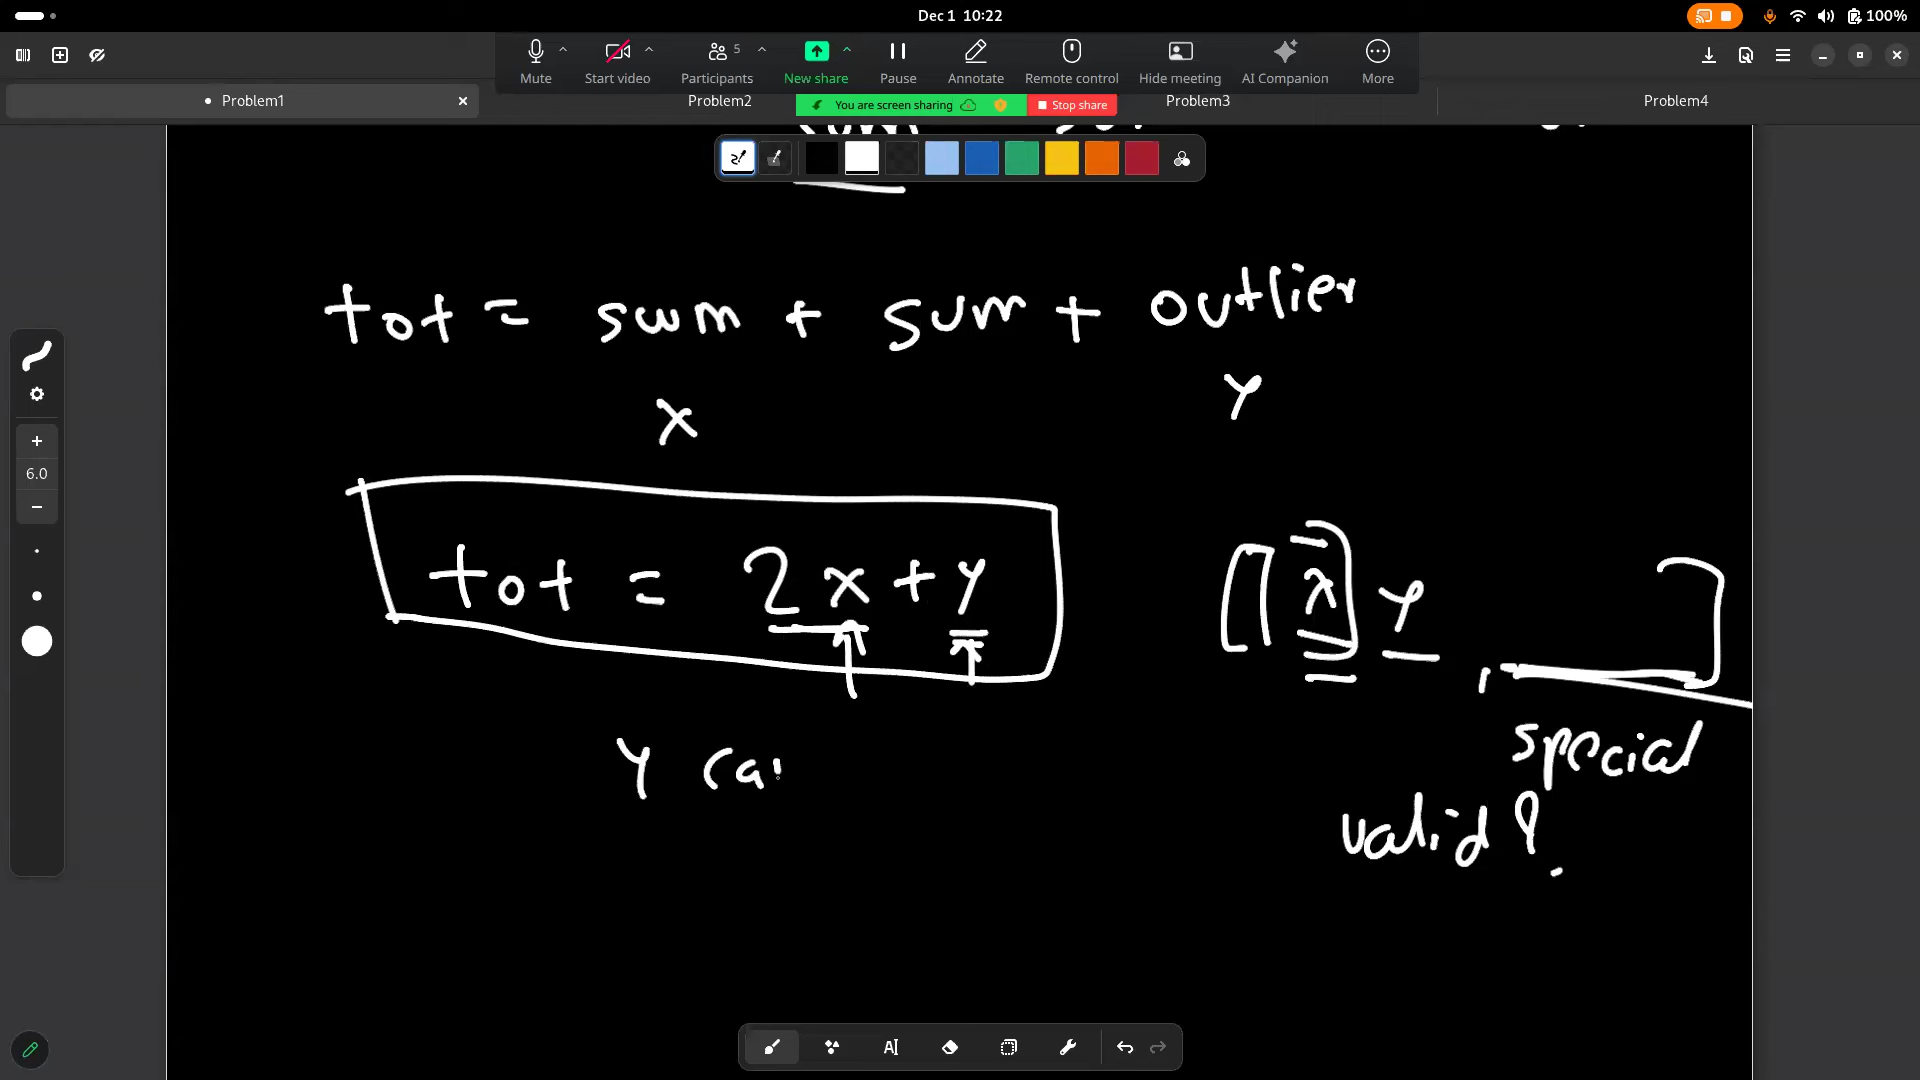 Dec 1 10:22
100%
Mute
Start video
5
Participants
New share
Pause
Annotate
Remote control
Hide meeting
AI Companion
More
Problem1
Problem2
You are screen sharing
Stop share
Problem3
Problem4
tot = sum + sum + outlier
x
y
tot = 2x + y
[ x y , ]
6.0
special
y ca
valid ?